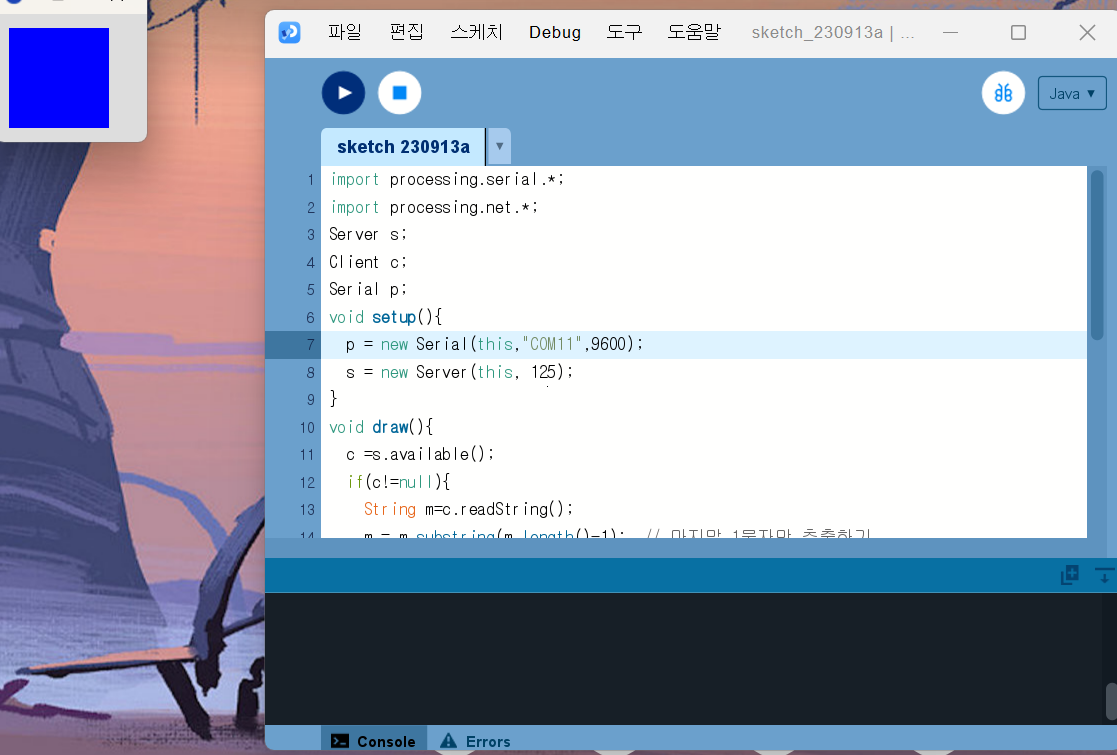 파일 편집 스케치 Debug 도구 도움말 sketch_230913a | ...
Java ▼
sketch 230913a ▼
1 import processing.serial.*;
2 import processing.net.*;
3 Server s;
4 Client c;
5 Serial p;
6 void setup(){
7 p = new Serial(this,"COM11",9600);
8 s = new Server(this, 125);
9 }
10 void draw(){
11 c =s.available();
12 if(c!=null){
13 String m=c.readString();
14 m = m.substring(m.length()-1); // 마지막 1문자만 추출하기
Console Errors